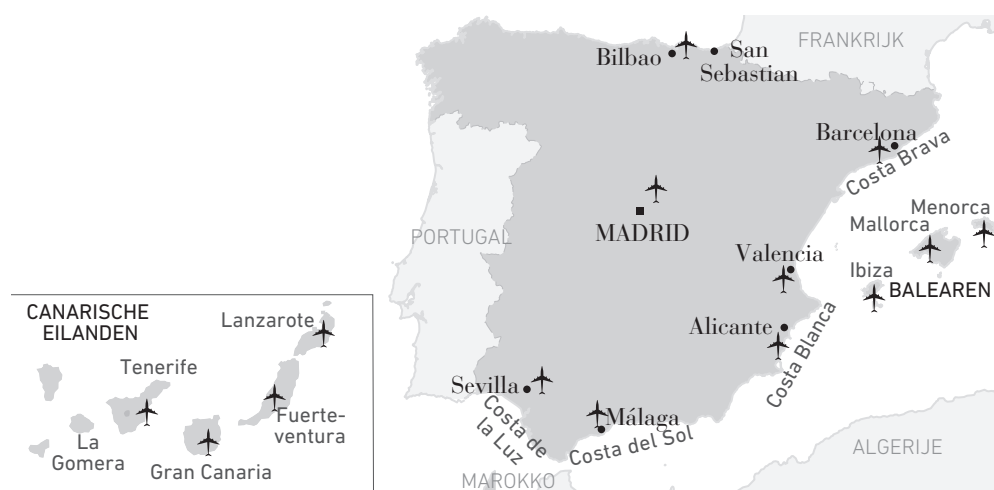 FRANKRIJK
Bilbao
San
Sebastian
Barcelona
Costa Brava
MADRID
PORTUGAL
Menorca
Mallorca
Valencia
Ibiza
BALEAREN
CANARISCHE
EILANDEN
Lanzarote
Alicante
Costa Blanca
Tenerife
Sevilla
Costa de
la Luz
Málaga
Costa del Sol
Fuerte-
ventura
La
Gomera
Gran Canaria
ALGERIJE
MAROKKO